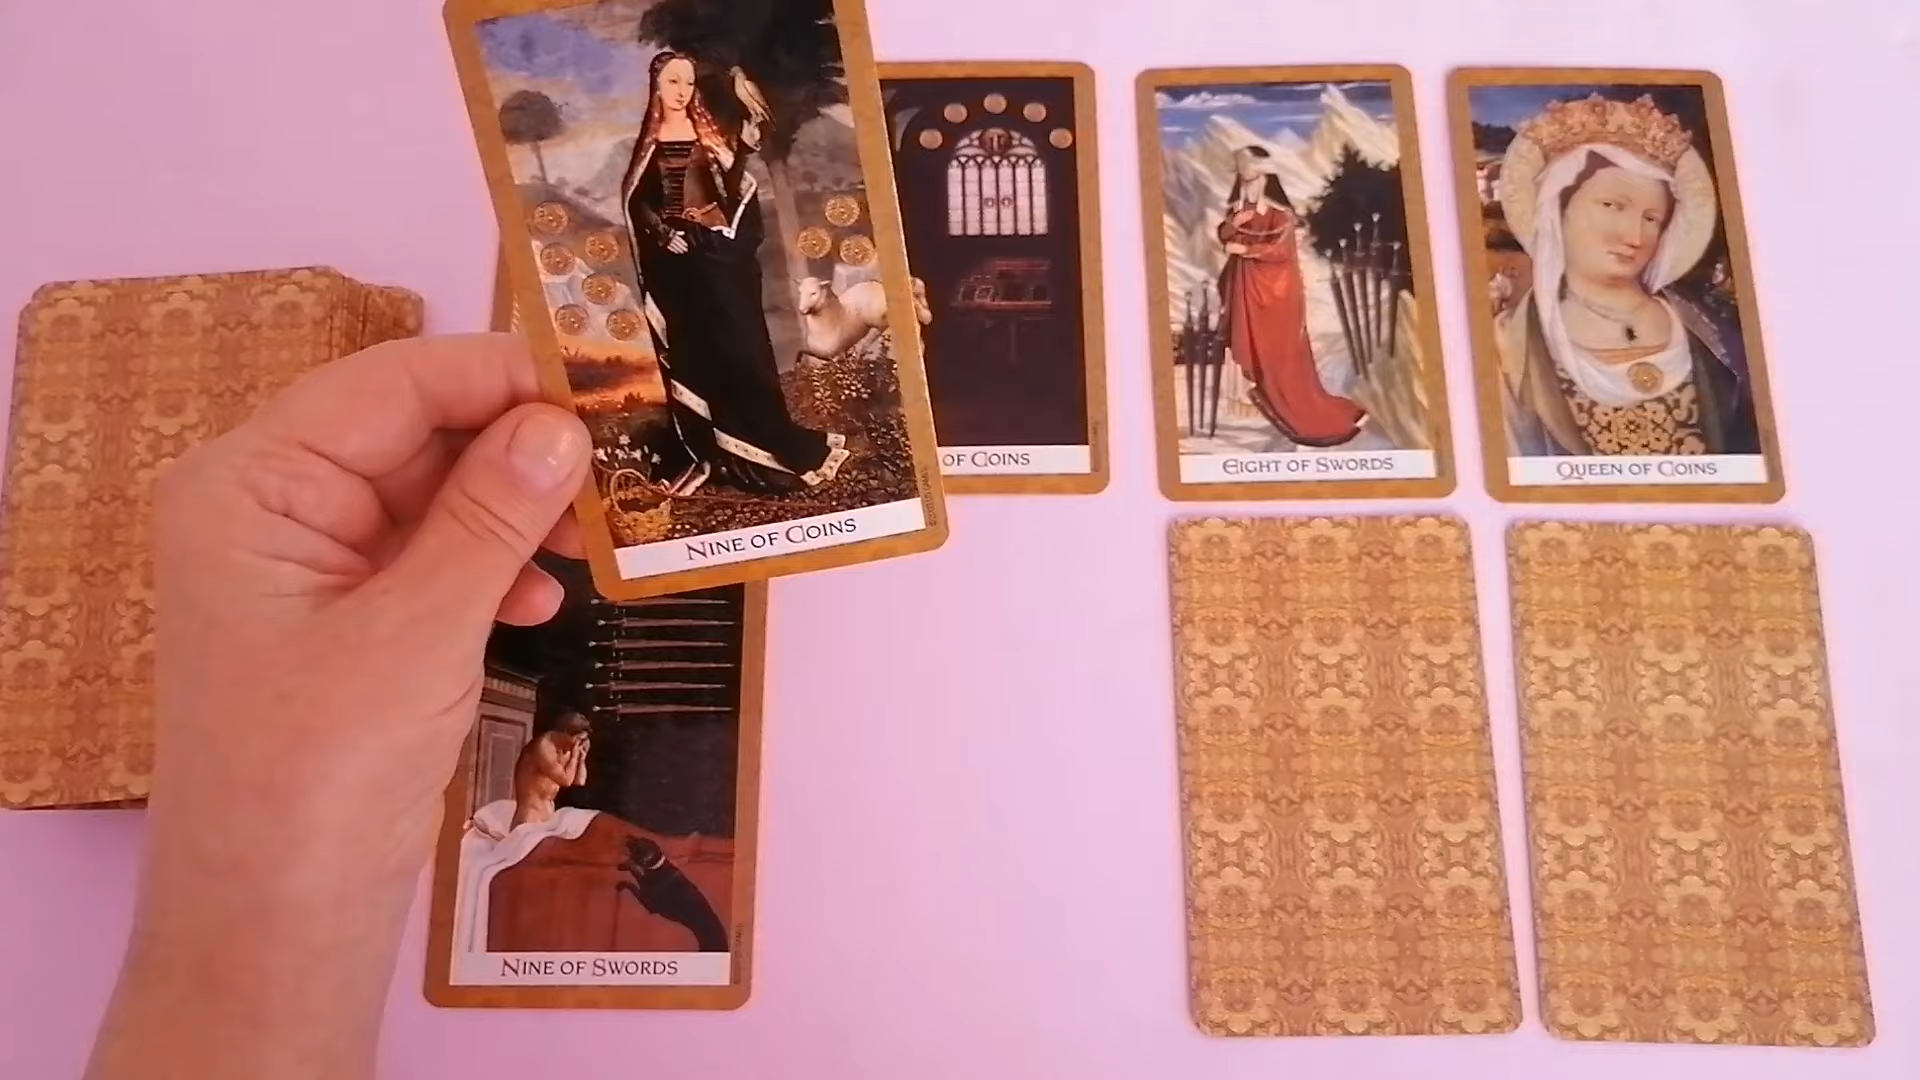 NINE OF COINS
OF COINS
EIGHT OF SWORDS
QUEEN OF COINS
NINE OF SWORDS